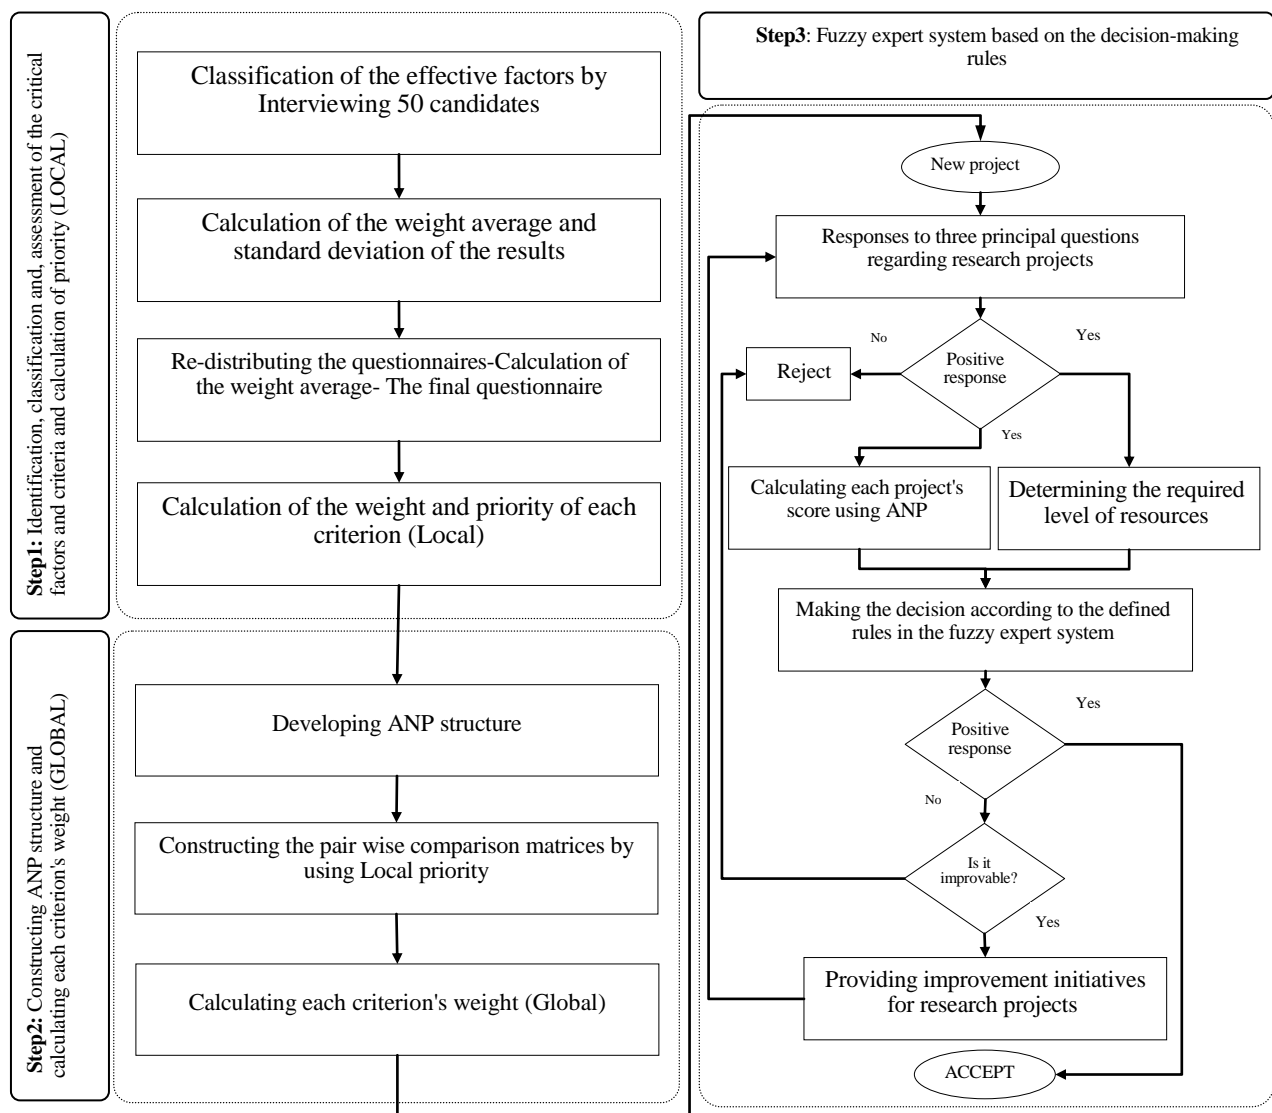 Step1: Identification, classification and, assessment of the critical
factors and criteria and calculation of priority (LOCAL)
Classification of the effective factors by
Interviewing 50 candidates
Calculation of the weight average and
standard deviation of the results
Re-distributing the questionnaires-Calculation of
the weight average- The final questionnaire
Calculation of the weight and priority of each
criterion (Local)
Step2: Constructing ANP structure and
calculating each criterion's weight (GLOBAL)
Developing ANP structure
Constructing the pair wise comparison matrices by
using Local priority
Calculating each criterion's weight (Global)
Step3: Fuzzy expert system based on the decision-making
rules
New project
Responses to three principal questions
regarding research projects
No
Yes
Reject
Positive
response
Yes
Calculating each project's
score using ANP
Determining the required
level of resources
Making the decision according to the defined
rules in the fuzzy expert system
Yes
Positive
response
No
Is it
improvable?
Yes
Providing improvement initiatives
for research projects
ACCEPT